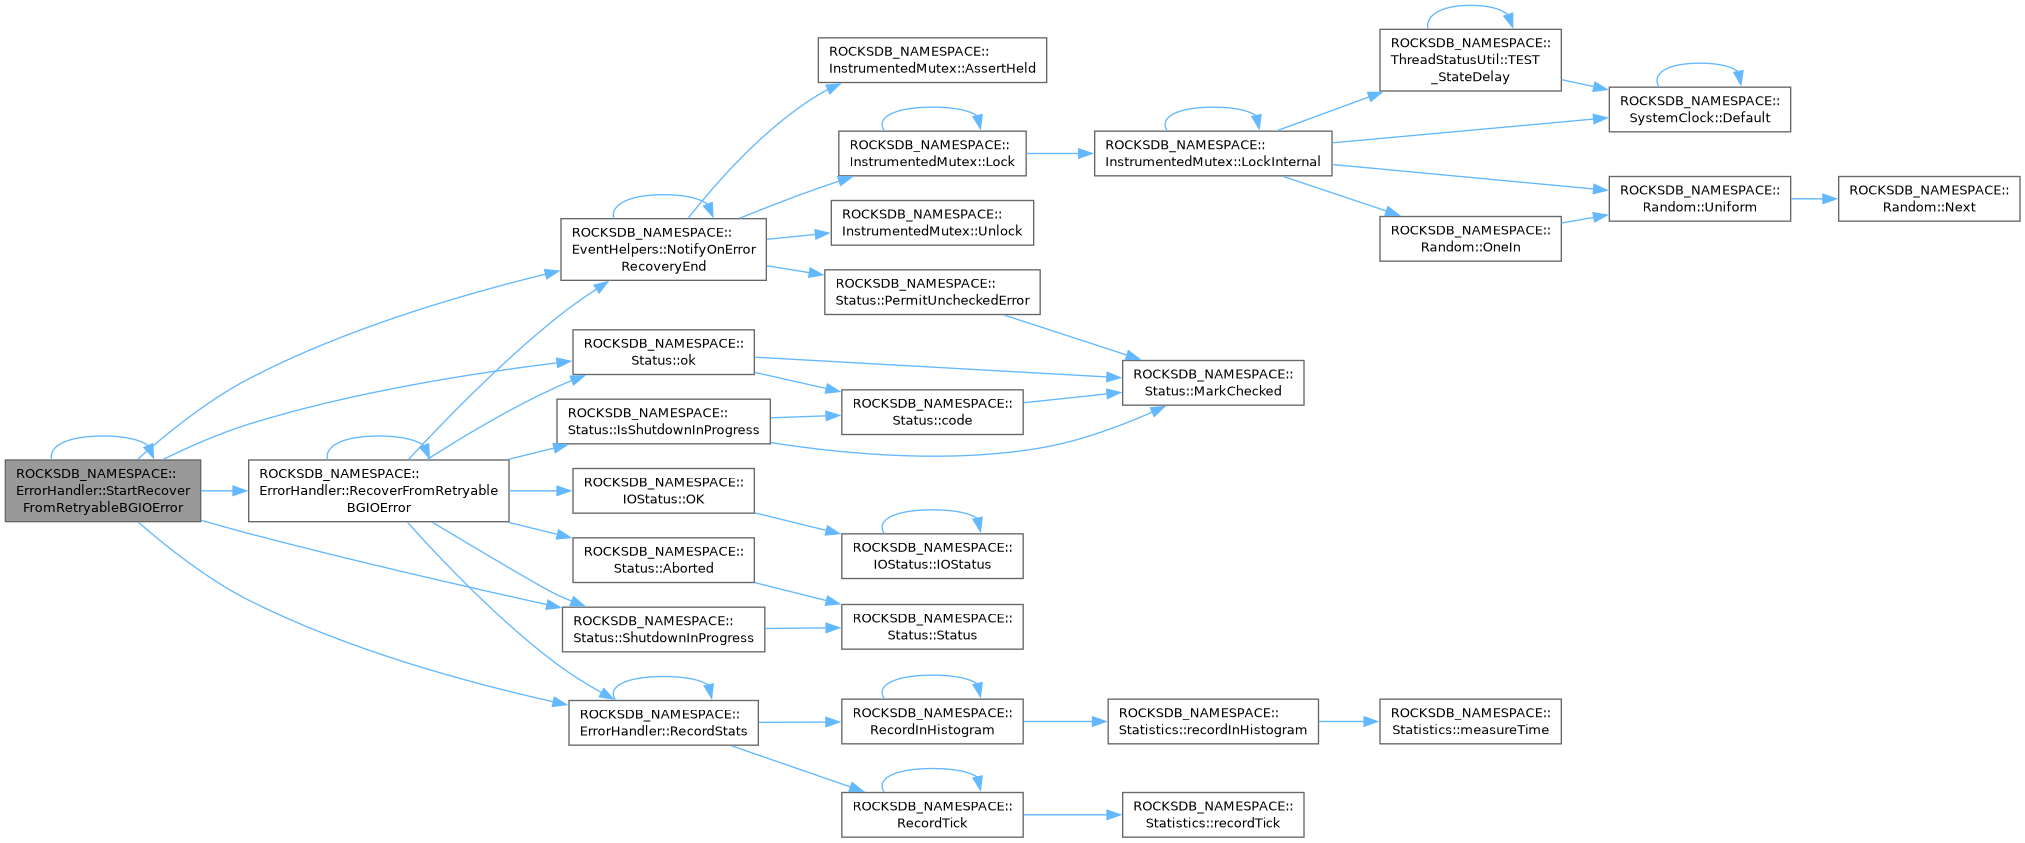 ROCKSDB_NAMESPACE::
ErrorHandler::StartRecover
FromRetryableBGIOError
ROCKSDB_NAMESPACE::
ErrorHandler::RecoverFromRetryable
BGIOError
ROCKSDB_NAMESPACE::
EventHelpers::NotifyOnError
RecoveryEnd
ROCKSDB_NAMESPACE::
Status::ok
ROCKSDB_NAMESPACE::
Status::IsShutdownInProgress
ROCKSDB_NAMESPACE::
IOStatus::OK
ROCKSDB_NAMESPACE::
Status::Aborted
ROCKSDB_NAMESPACE::
Status::ShutdownInProgress
ROCKSDB_NAMESPACE::
ErrorHandler::RecordStats
ROCKSDB_NAMESPACE::
InstrumentedMutex::AssertHeld
ROCKSDB_NAMESPACE::
InstrumentedMutex::Lock
ROCKSDB_NAMESPACE::
InstrumentedMutex::Unlock
ROCKSDB_NAMESPACE::
Status::PermitUncheckedError
ROCKSDB_NAMESPACE::
Status::code
ROCKSDB_NAMESPACE::
IOStatus::IOStatus
ROCKSDB_NAMESPACE::
Status::Status
ROCKSDB_NAMESPACE::
RecordInHistogram
ROCKSDB_NAMESPACE::
RecordTick
ROCKSDB_NAMESPACE::
InstrumentedMutex::LockInternal
ROCKSDB_NAMESPACE::
Status::MarkChecked
ROCKSDB_NAMESPACE::
Statistics::recordInHistogram
ROCKSDB_NAMESPACE::
Statistics::recordTick
ROCKSDB_NAMESPACE::
ThreadStatusUtil::TEST
_StateDelay
ROCKSDB_NAMESPACE::
Random::OneIn
ROCKSDB_NAMESPACE::
Statistics::measureTime
ROCKSDB_NAMESPACE::
SystemClock::Default
ROCKSDB_NAMESPACE::
Random::Uniform
ROCKSDB_NAMESPACE::
Random::Next